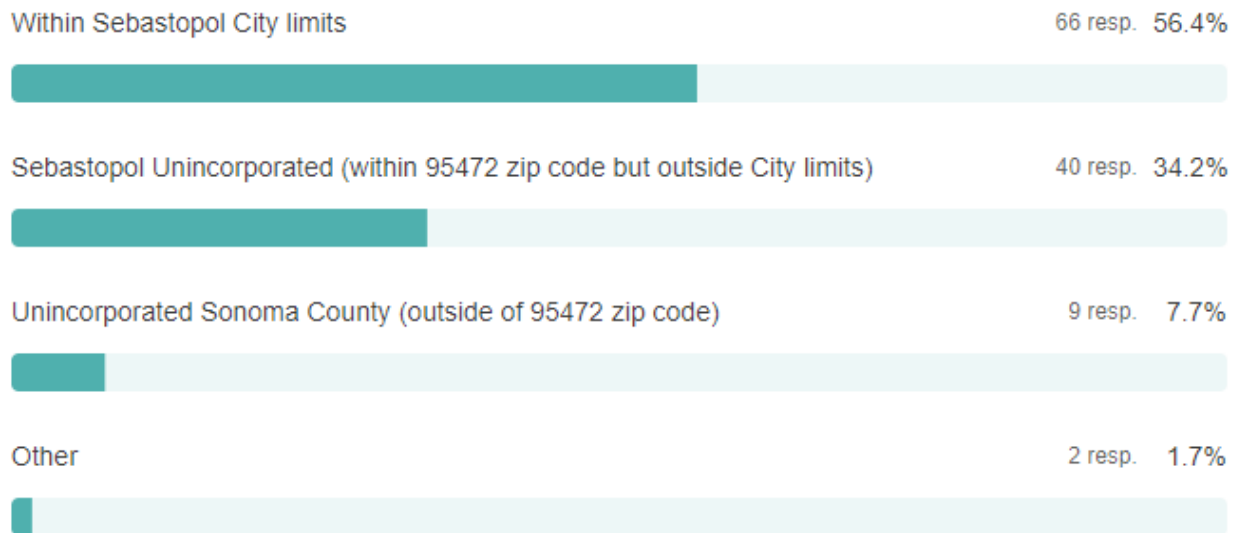 Within Sebastopol City limits 66 resp. 56.4%
Sebastopol Unincorporated (within 95472 zip code but outside City limits) 40 resp. 34.2%
Unincorporated Sonoma County (outside of 95472 zip code) 9 resp. 7.7%
Other 2 resp. 1.7%